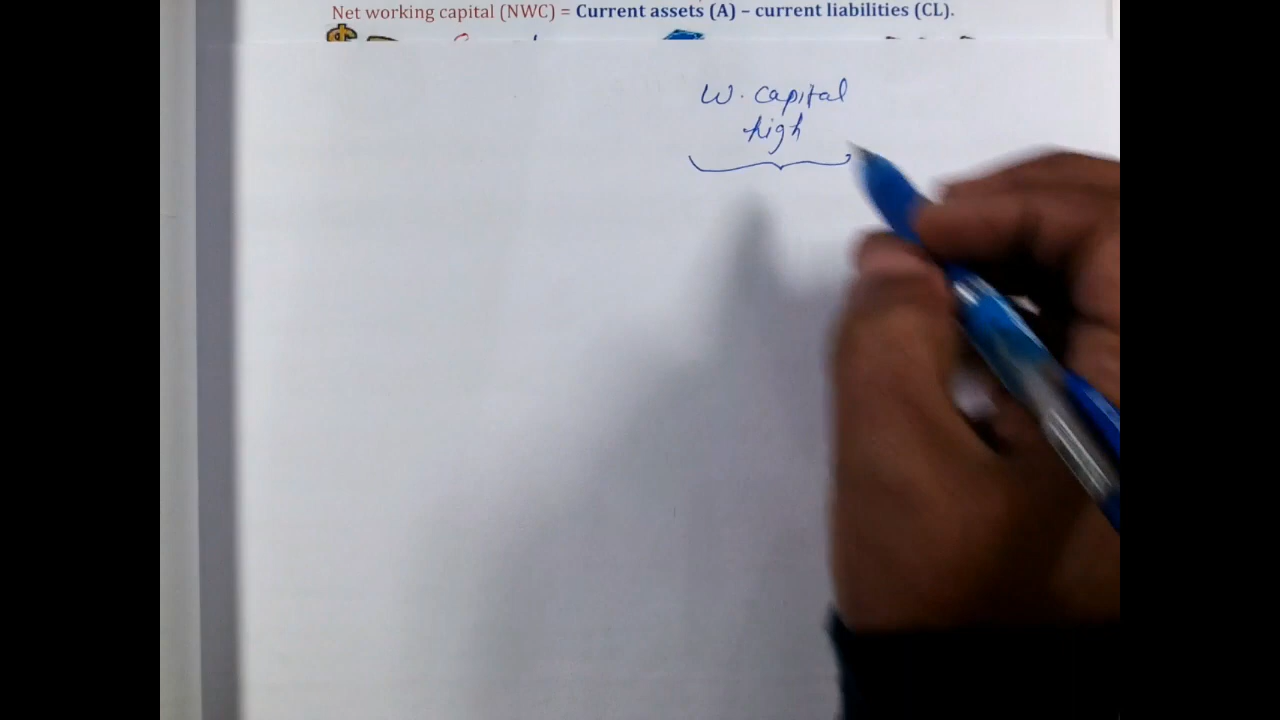 Net working capital (NWC) = Current assets (A) – current liabilities (CL).
W. capital
high